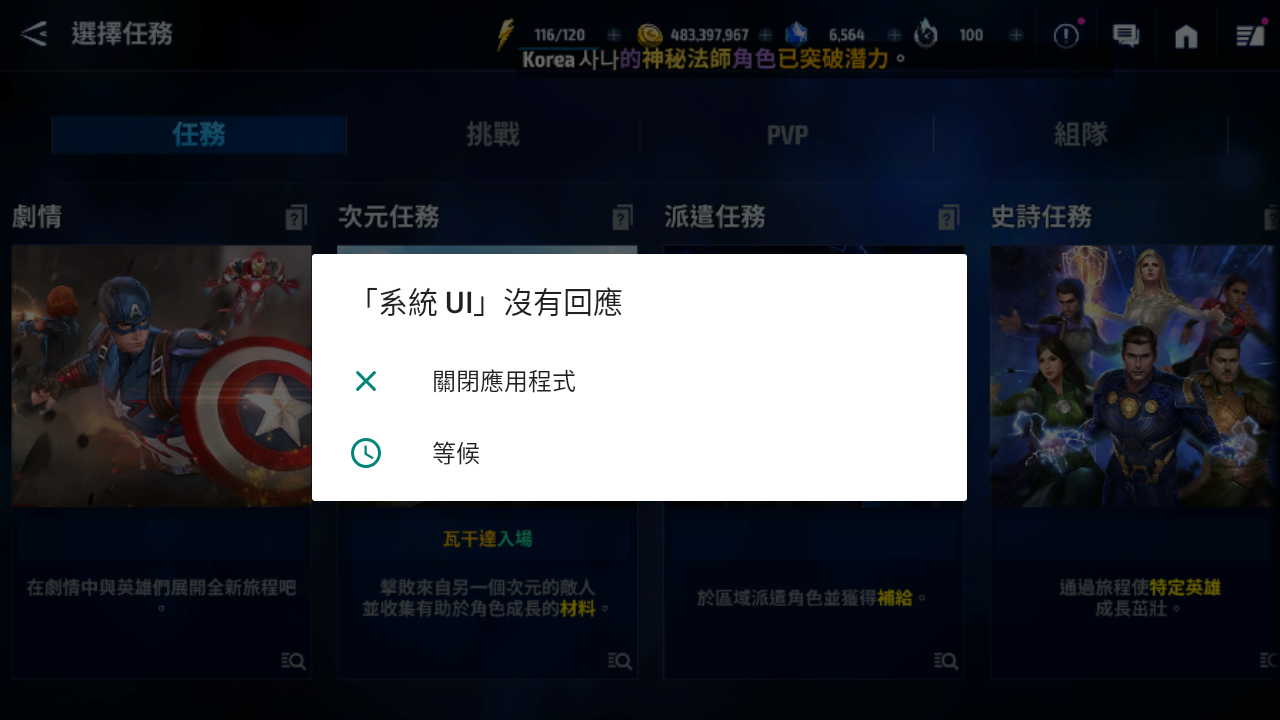 選擇任務
116/120
483,397,967
6,564
100
Korea 사나的神秘法師角色已突破潛力。
任務
挑戰
PVP
組隊
劇情
次元任務
派遣任務
史詩任務
「系統 UI」沒有回應
關閉應用程式
等候
在劇情中與英雄們展開全新旅程吧
。
瓦干達入場
擊敗來自另一個次元的敵人
並收集有助於角色成長的材料。
於區域派遣角色並獲得補給。
通過旅程使特定英雄
成長茁壯。